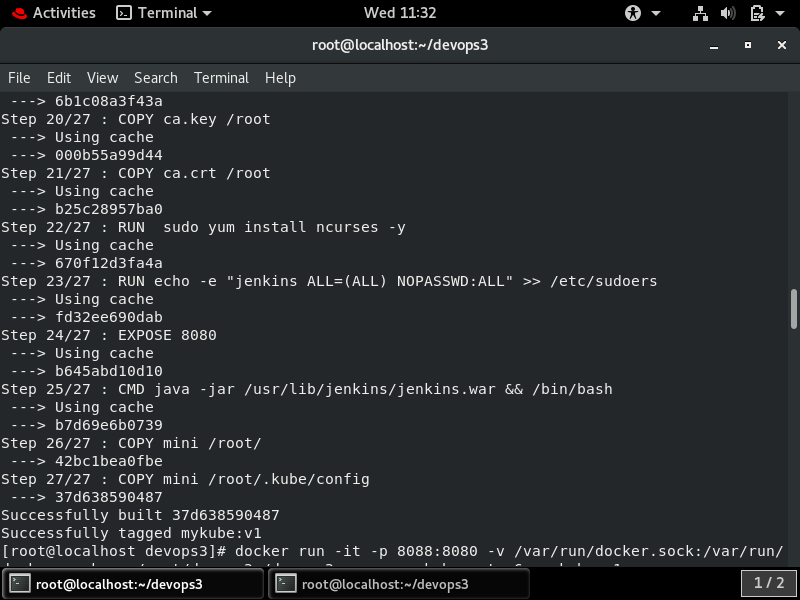 Activities Terminal Wed 11:32
root@localhost:~/devops3
File Edit View Search Terminal Help
---> 6b1c08a3f43a
Step 20/27 : COPY ca.key /root
---> Using cache
---> 000b55a99d44
Step 21/27 : COPY ca.crt /root
---> Using cache
---> b25c28957ba0
Step 22/27 : RUN  sudo yum install ncurses -y
---> Using cache
---> 670f12d3fa4a
Step 23/27 : RUN echo -e "jenkins ALL=(ALL) NOPASSWD:ALL" >> /etc/sudoers
---> Using cache
---> fd32ee690dab
Step 24/27 : EXPOSE 8080
---> Using cache
---> b645abd10d10
Step 25/27 : CMD java -jar /usr/lib/jenkins/jenkins.war && /bin/bash
---> Using cache
---> b7d69e6b0739
Step 26/27 : COPY mini /root/
---> 42bc1bea0fbe
Step 27/27 : COPY mini /root/.kube/config
---> 37d638590487
Successfully built 37d638590487
Successfully tagged mykube:v1
[root@localhost devops3]# docker run -it -p 8088:8080 -v /var/run/docker.sock:/var/run/
root@localhost:~/devops3 root@localhost:~/devops3 1 / 2